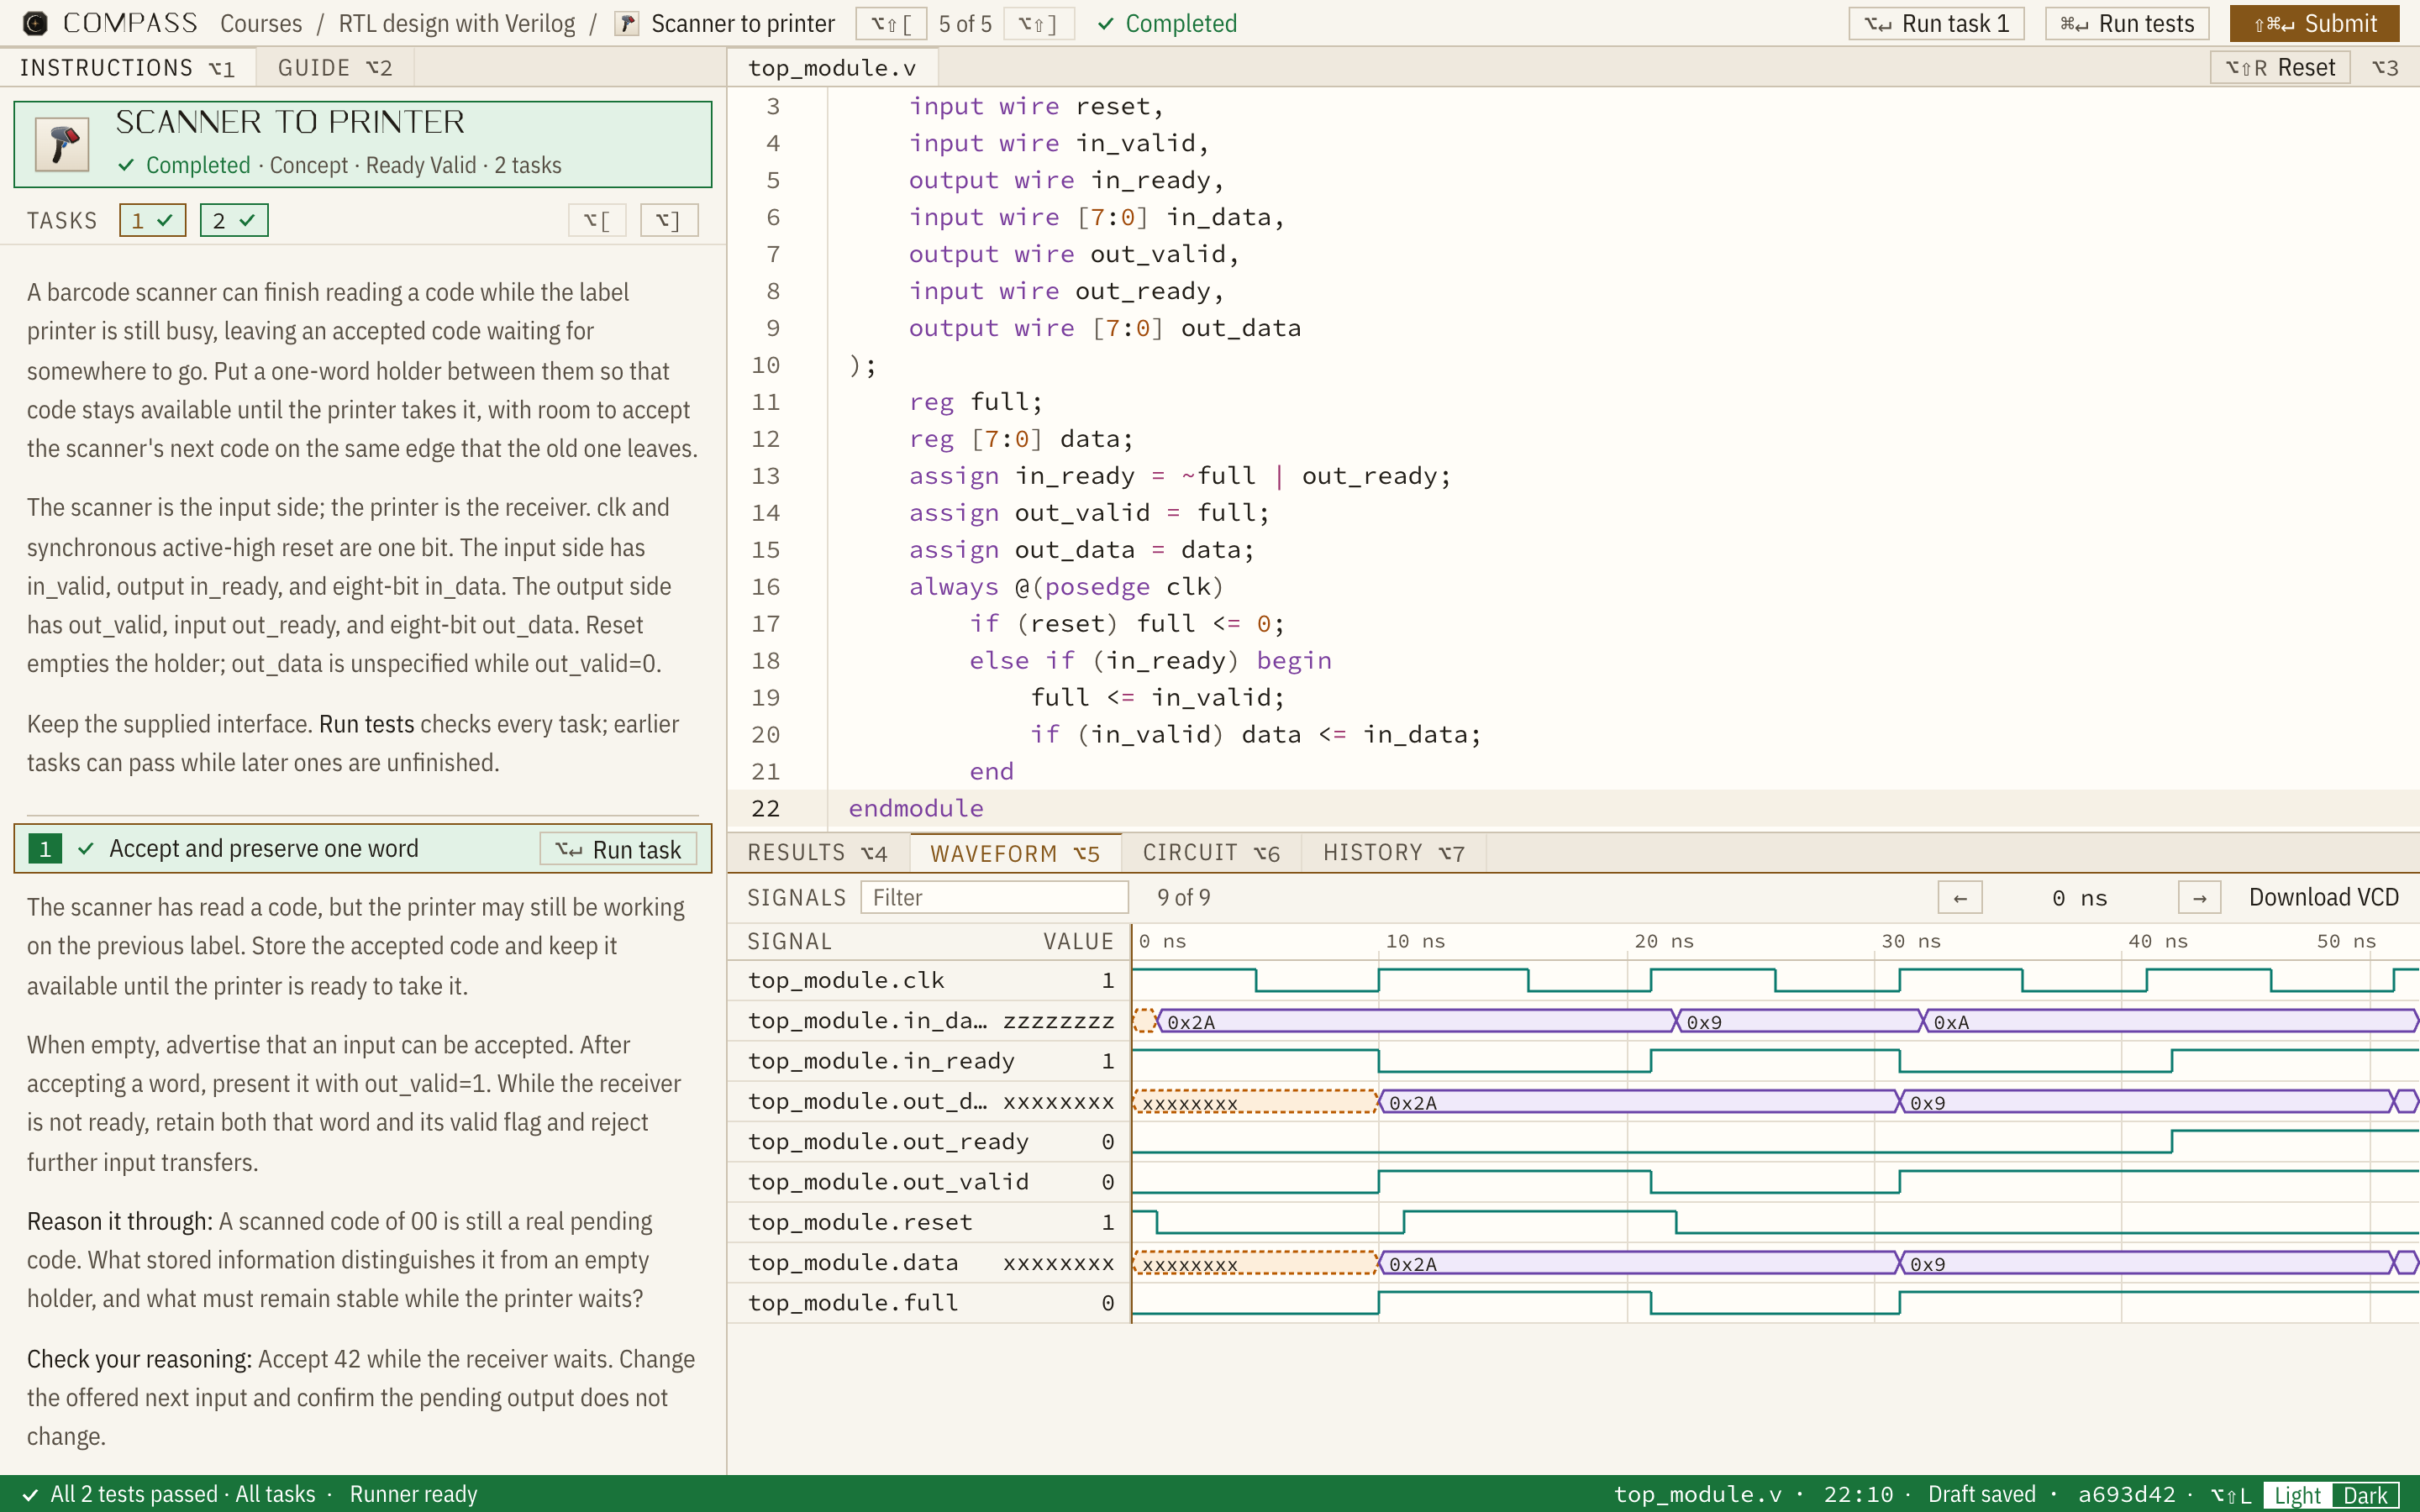 COMPASS Courses / RTL design with Verilog / Scanner to printer ⌥⇧[ 5 of 5 ⌥⇧] ✓ Completed ⌥↵ Run task 1 ⌘↵ Run tests ⇧⌘↵ Submit
INSTRUCTIONS ⌥1 GUIDE ⌥2
SCANNER TO PRINTER
✓ Completed · Concept · Ready Valid · 2 tasks
TASKS 1 ✓ 2 ✓ ⌥[ ⌥]
A barcode scanner can finish reading a code while the label
printer is still busy, leaving an accepted code waiting for
somewhere to go. Put a one-word holder between them so that
code stays available until the printer takes it, with room to accept
the scanner's next code on the same edge that the old one leaves.
The scanner is the input side; the printer is the receiver. clk and
synchronous active-high reset are one bit. The input side has
in_valid, output in_ready, and eight-bit in_data. The output side
has out_valid, input out_ready, and eight-bit out_data. Reset
empties the holder; out_data is unspecified while out_valid=0.
Keep the supplied interface. Run tests checks every task; earlier
tasks can pass while later ones are unfinished.
1 ✓ Accept and preserve one word ⌥↵ Run task
The scanner has read a code, but the printer may still be working
on the previous label. Store the accepted code and keep it
available until the printer is ready to take it.
When empty, advertise that an input can be accepted. After
accepting a word, present it with out_valid=1. While the receiver
is not ready, retain both that word and its valid flag and reject
further input transfers.
Reason it through: A scanned code of 00 is still a real pending
code. What stored information distinguishes it from an empty
holder, and what must remain stable while the printer waits?
Check your reasoning: Accept 42 while the receiver waits. Change
the offered next input and confirm the pending output does not
change.
top_module.v ⌥⇧R Reset ⌥3
3 input wire reset,
4 input wire in_valid,
5 output wire in_ready,
6 input wire [7:0] in_data,
7 output wire out_valid,
8 input wire out_ready,
9 output wire [7:0] out_data
10 );
11 reg full;
12 reg [7:0] data;
13 assign in_ready = ~full | out_ready;
14 assign out_valid = full;
15 assign out_data = data;
16 always @(posedge clk)
17 if (reset) full <= 0;
18 else if (in_ready) begin
19 full <= in_valid;
20 if (in_valid) data <= in_data;
21 end
22 endmodule
RESULTS ⌥4 WAVEFORM ⌥5 CIRCUIT ⌥6 HISTORY ⌥7
SIGNALS Filter 9 of 9 ← 0 ns → Download VCD
SIGNAL VALUE 0 ns 10 ns 20 ns 30 ns 40 ns 50 ns
top_module.clk 1
top_module.in_da… zzzzzzzz 0x2A 0x9 0xA
top_module.in_ready 1
top_module.out_d… xxxxxxxx xxxxxxxx 0x2A 0x9
top_module.out_ready 0
top_module.out_valid 0
top_module.reset 1
top_module.data xxxxxxxx xxxxxxxx 0x2A 0x9
top_module.full 0
✓ All 2 tests passed · All tasks · Runner ready top_module.v · 22:10 · Draft saved · a693d42 · ⌥⇧L Light Dark